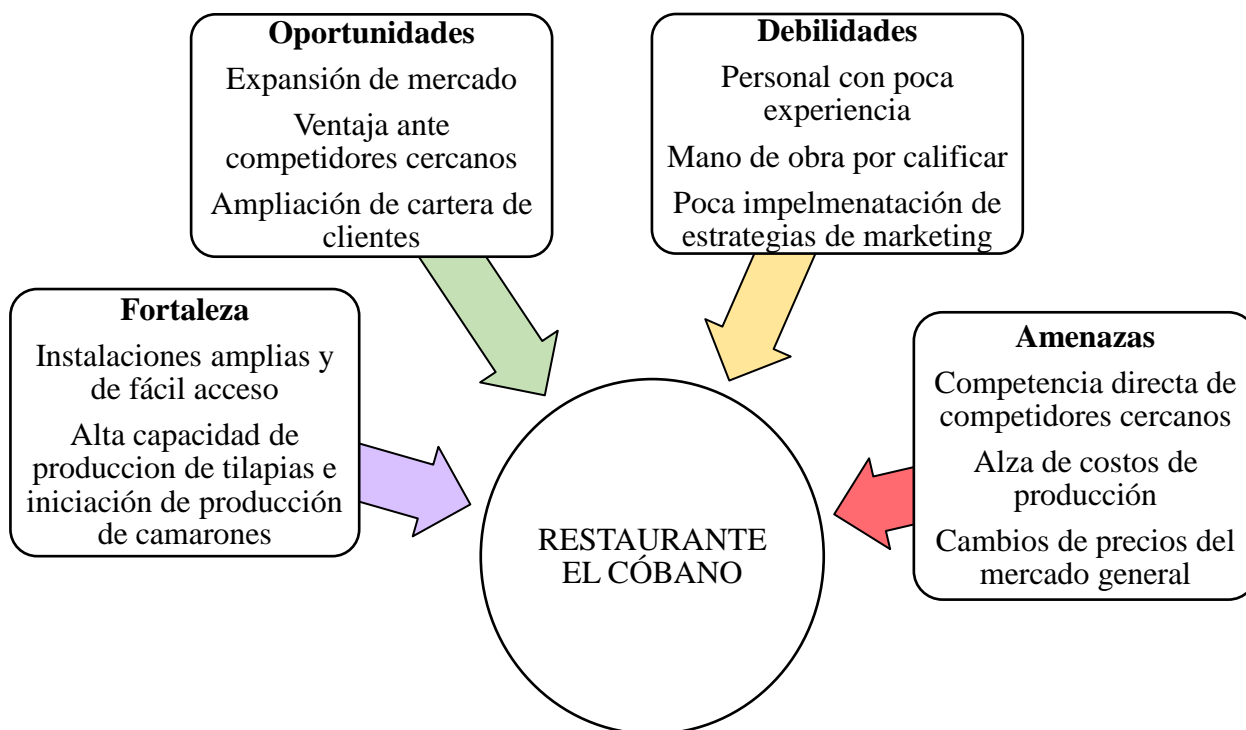 Oportunidades
Expansión de mercado
Ventaja ante
competidores cercanos
Ampliación de cartera de
clientes
Debilidades
Personal con poca
experiencia
Mano de obra por calificar
Poca impelmenatación de
estrategias de marketing
Fortaleza
Instalaciones amplias y
de fácil acceso
Alta capacidad de
produccion de tilapias e
iniciación de producción
de camarones
Amenazas
Competencia directa de
competidores cercanos
Alza de costos de
producción
Cambios de precios del
mercado general
RESTAURANTE
EL CÓBANO